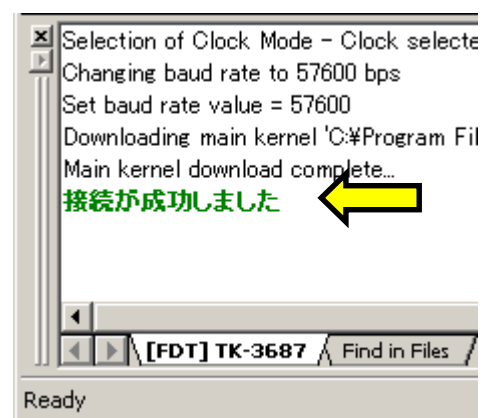 Selection of Clock Mode - Clock selecte
Changing baud rate to 57600 bps
Set baud rate value = 57600
Downloading main kernel 'C:¥Program Fil
Main kernel download complete...
接続が成功しました
[FDT] TK-3687 Find in Files
Ready